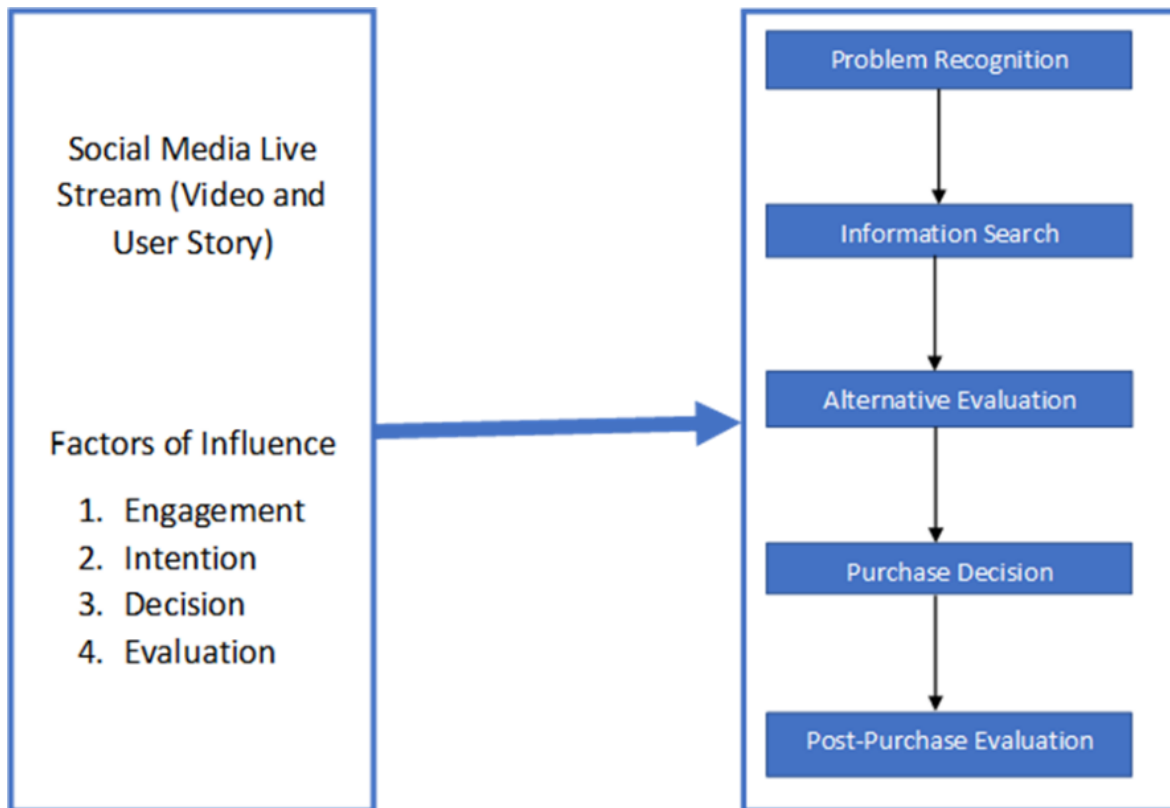 Social Media Live
Stream (Video and
User Story)
Factors of Influence
1. Engagement
2. Intention
3. Decision
4. Evaluation
Problem Recognition
Information Search
Alternative Evaluation
Purchase Decision
Post-Purchase Evaluation